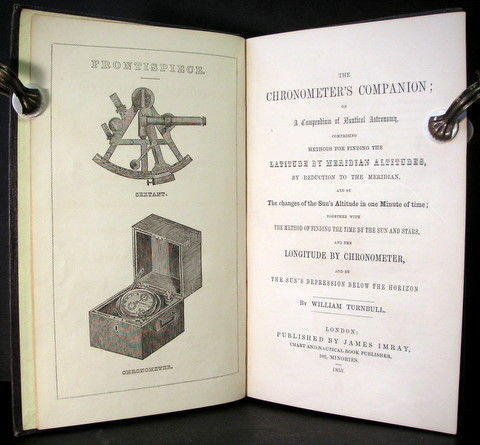 FRONTISPIECE.
SEXTANT.
CHRONOMETER.
THE
CHRONOMETER'S COMPANION;
OR
A Compendium of Nautical Astronomy,
COMPRISING
METHODS FOR FINDING THE
LATITUDE BY MERIDIAN ALTITUDES,
BY REDUCTION TO THE MERIDIAN,
AND BY
The changes of the Sun's Altitude in one Minute of time;
TOGETHER WITH
THE METHOD OF FINDING THE TIME BY THE SUN AND STARS,
AND THE
LONGITUDE BY CHRONOMETER,
AND BY
THE SUN'S DEPRESSION BELOW THE HORIZON
By WILLIAM TURNBULL.
LONDON:
PUBLISHED BY JAMES IMRAY,
CHART AND NAUTICAL BOOK PUBLISHER,
102, MINORIES.